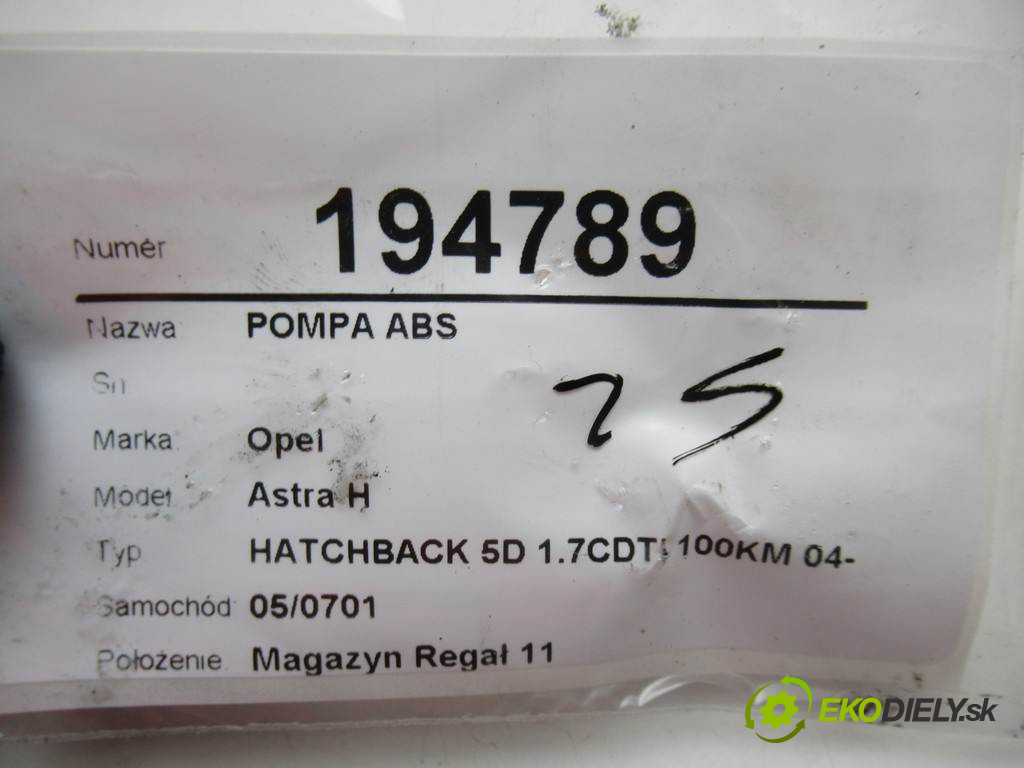 Numer 194789
Nazwa POMPA ABS
Sn
75
Marka Opel
Model Astra H
Typ HATCHBACK 5D 1.7CDTI 100KM 04-
Samochód 05/0701
Położenie Magazyn Regał 11
EKODIELY.sk